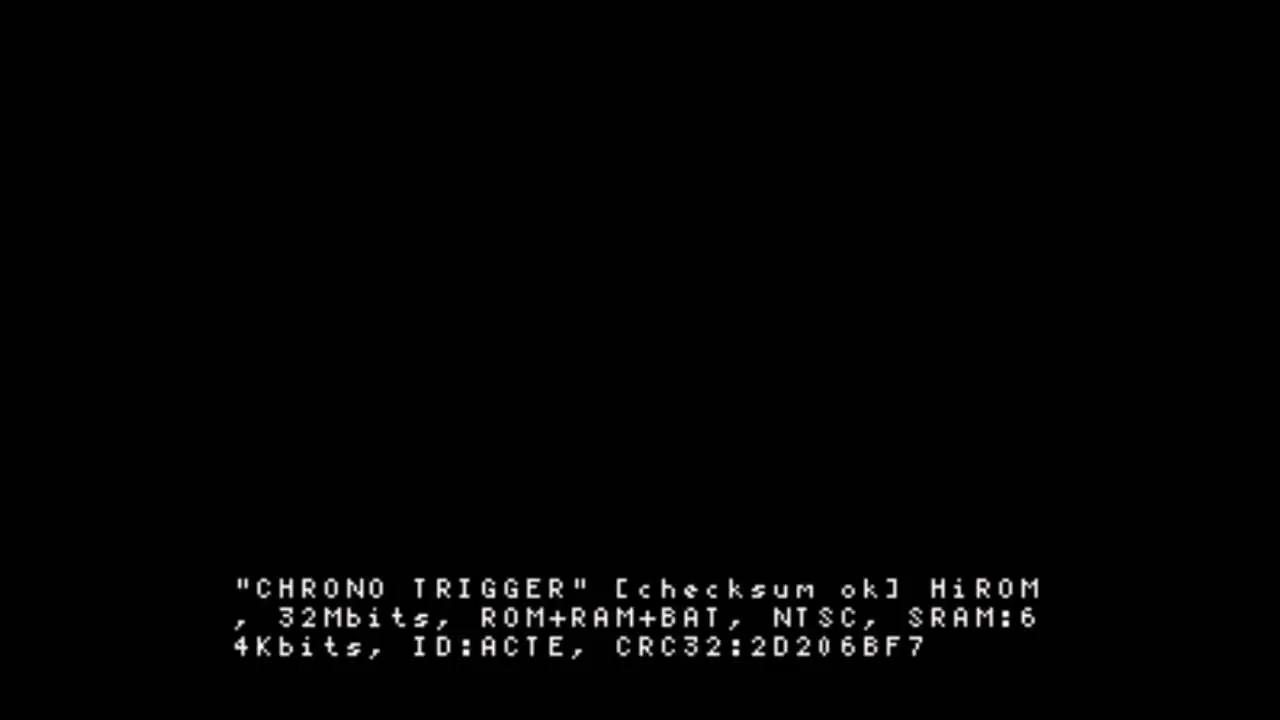 "CHRONO TRIGGER" [checksum ok] HiROM
, 32Mbits, ROM+RAM+BAT, NTSC, SRAM:6
4Kbits, ID:ACTE, CRC32:2D206BF7